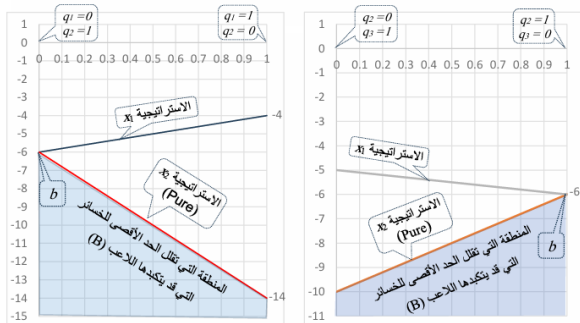 q₁=0
q₂=1
q₁=1
q₂=0
1
0
-1
-2
-3
-4
-5
-6
-7
-8
-9
-10
-11
-12
-13
-14
-15
0 0.1 0.2 0.3 0.4 0.5 0.6 0.7 0.8 0.9 1
الاستراتيجية x₁
-4
الاستراتيجية x₂
(Pure)
b
المنطقة التي تقلل الحد الأقصى للخسائر
التي قد يتكبدها اللاعب (B)
-14
q₂=0
q₃=1
q₂=1
q₃=0
1
0
-1
-2
-3
-4
-5
-6
-7
-8
-9
-10
-11
0 0.1 0.2 0.3 0.4 0.5 0.6 0.7 0.8 0.9 1
الاستراتيجية x₁
-6
الاستراتيجية x₂
(Pure)
b
المنطقة التي تقلل الحد الأقصى للخسائر
التي قد يتكبدها اللاعب (B)